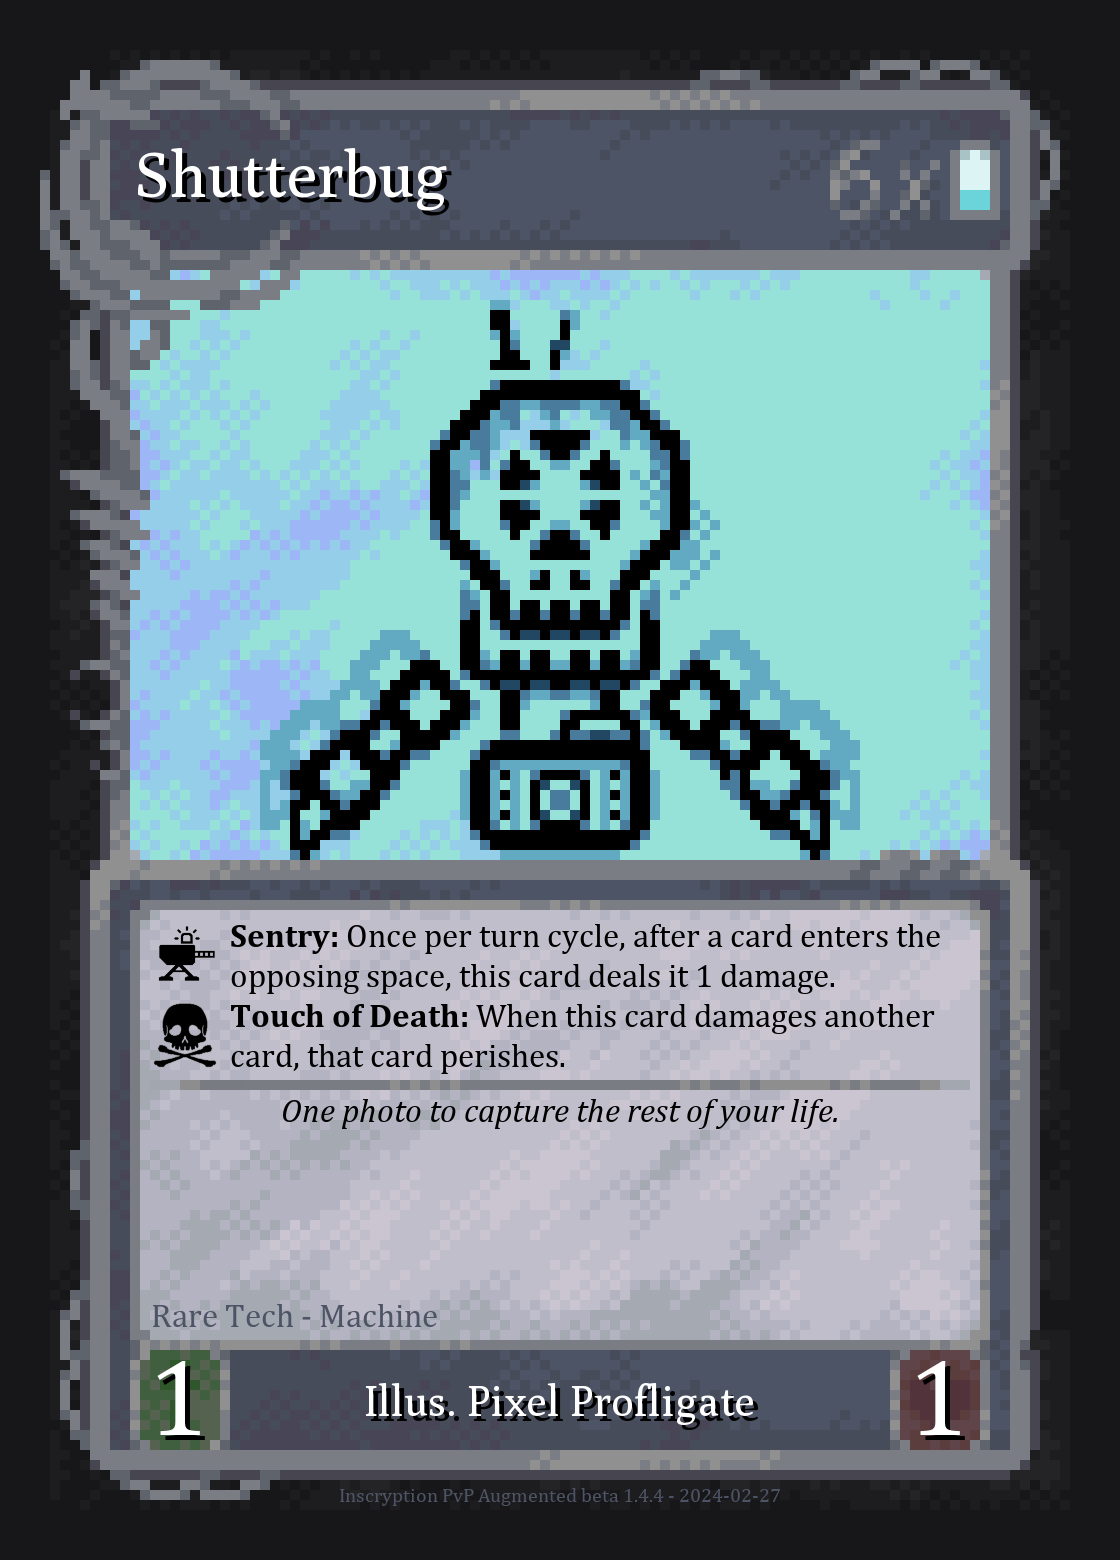 Shutterbug 6x
Sentry: Once per turn cycle, after a card enters the
opposing space, this card deals it 1 damage.
Touch of Death: When this card damages another
card, that card perishes.
One photo to capture the rest of your life.
Rare Tech - Machine
1 Illus. Pixel Profligate 1
Inscryption PvP Augmented beta 1.4.4 - 2024-02-27